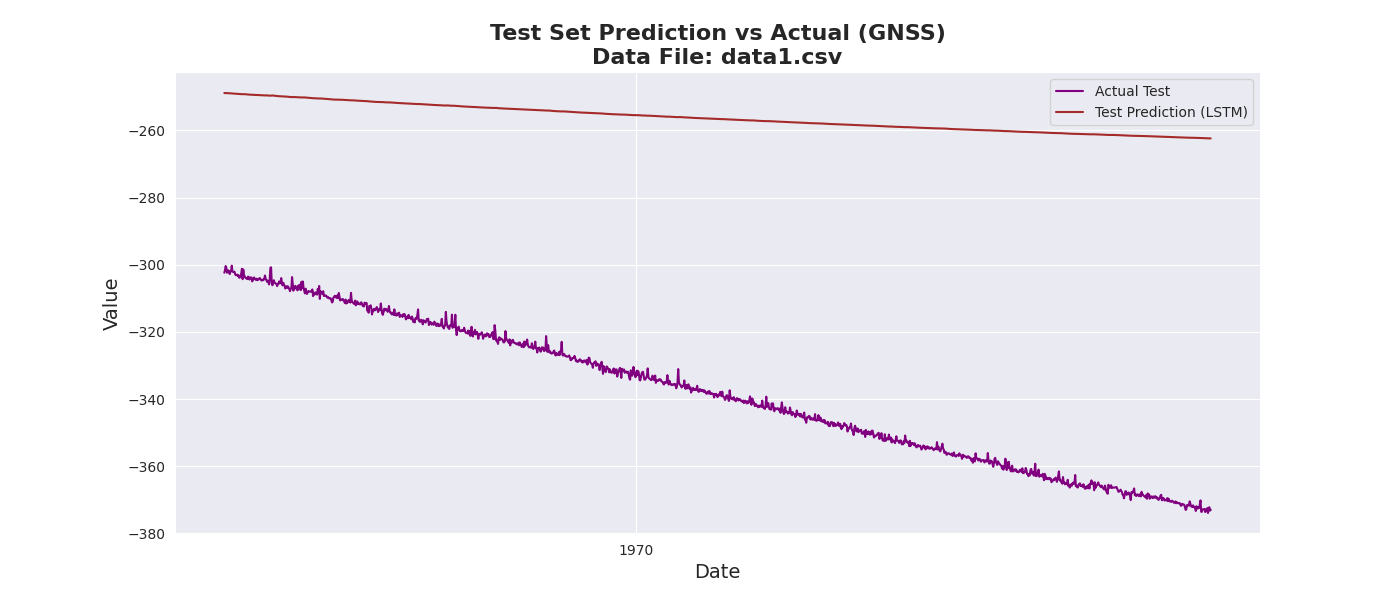 Test Set Prediction vs Actual (GNSS)
Data File: data1.csv
Actual Test
Test Prediction (LSTM)
Value
−260
−280
−300
−320
−340
−360
−380
1970
Date